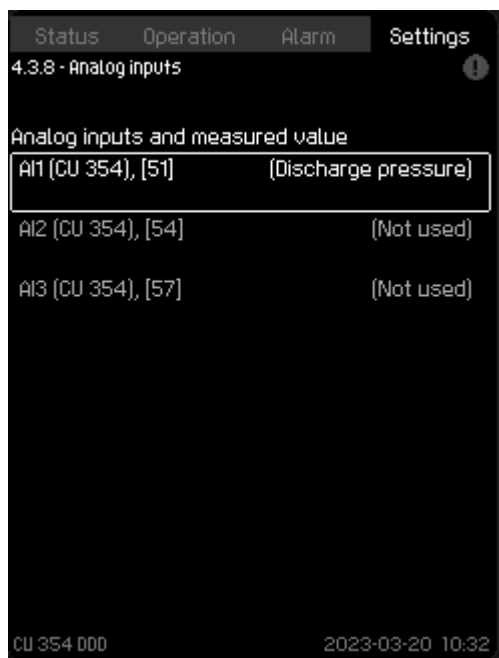 Status Operation Alarm Settings
4.3.8 - Analog inputs
Analog inputs and measured value
AI1 (CU 354), [51] (Discharge pressure)
AI2 (CU 354), [54] (Not used)
AI3 (CU 354), [57] (Not used)
CU 354 DDD 2023-03-20 10:32